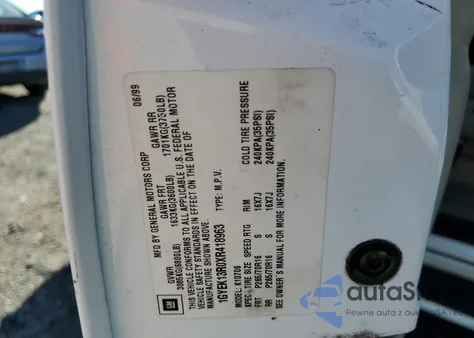 MFD BY GENERAL MOTORS CORP 06/99
GVWR GAWR FRT GAWR RR
3085KG(6800LB) 1633KG(3600LB) 1701KG(3750LB)
THIS VEHICLE CONFORMS TO ALL APPLICABLE U.S. FEDERAL MOTOR
VEHICLE SAFETY STANDARDS IN EFFECT ON THE DATE OF
MANUFACTURE SHOWN ABOVE.
1GYEK13R0XR418963 TYPE: M.P.V.
MODEL: K10706
SPEC TIRE SIZE SPEED RTG RIM COLD TIRE PRESSURE
FRT P265/70R16 S 16X7J 240KPA(35PSI)
RR P265/70R16 S 16X7J 240KPA(35PSI)
SEE OWNER'S MANUAL FOR MORE INFORMATION.
GM
Pewne auta z